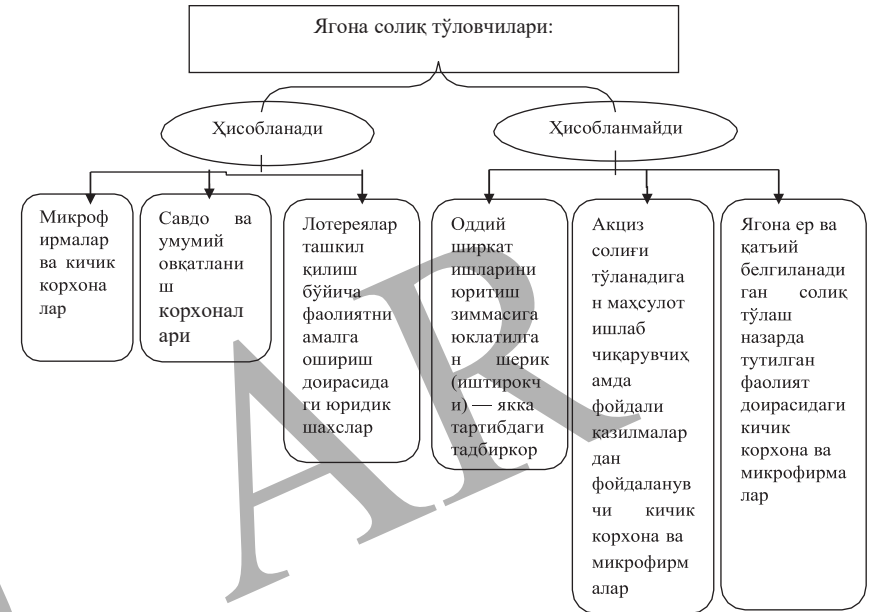 Ягона солиқ тўловчилари:
Ҳисобланади
Ҳисобланмайди
Микроф
ирмалар
ва кичик
корхона
лар
Савдо ва
умумий
овқатлани
ш
корхонал
ари
Лотереялар
ташкил
қилиш
бўйича
фаолиятни
амалга
ошириш
доирасида
ги юридик
шахслар
Оддий
ширкат
ишларини
юритиш
зиммасига
юклатилга
н шерик
(иштирокч
и) — якка
тартибдаги
тадбиркор
Акциз
солиғи
тўланадига
н маҳсулот
ишлаб
чиқарувчиҳ
амда
фойдали
қазилмалар
дан
фойдаланув
чи кичик
корхона ва
микрофирм
алар
Ягона ер ва
қатъий
белгиланади
ган солиқ
тўлаш
назарда
тутилган
фаолият
доирасидаги
кичик
корхона ва
микрофирма
лар
AR